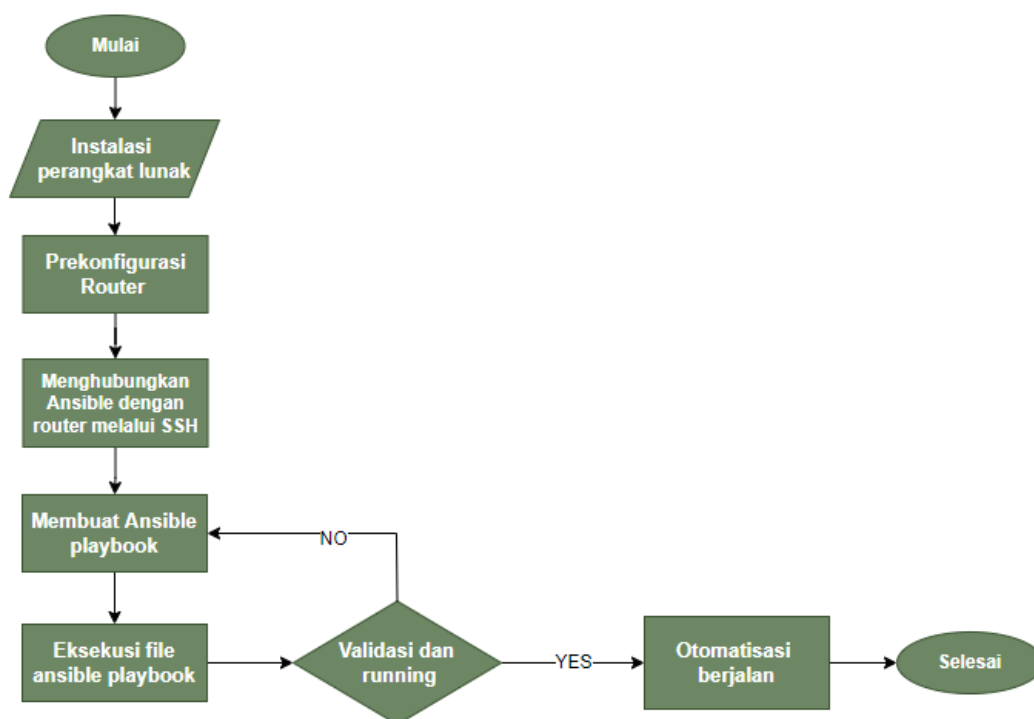 Mulai
Instalasi
perangkat lunak
Prekonfigurasi
Router
Menghubungkan
Ansible dengan
router melalui SSH
Membuat Ansible
playbook
NO
Eksekusi file
ansible playbook
Validasi dan
running
YES
Otomatisasi
berjalan
Selesai